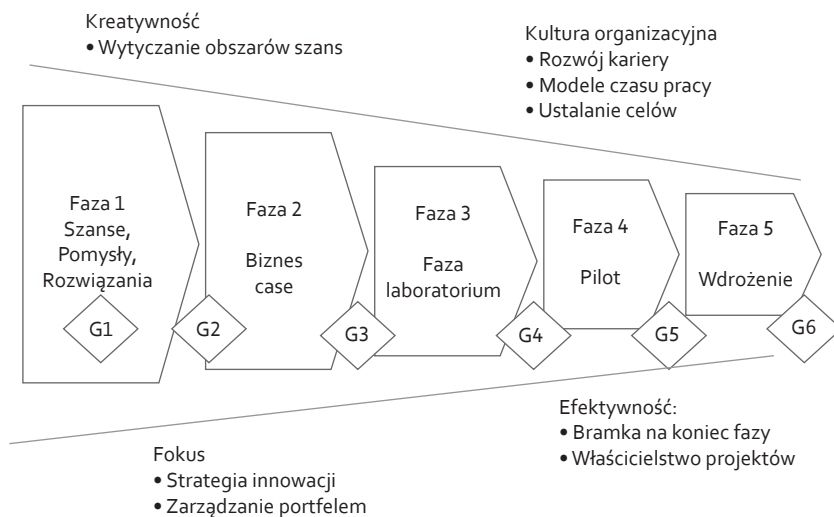 Kreatywność
• Wytyczanie obszarów szans
Kultura organizacyjna
• Rozwój kariery
• Modele czasu pracy
• Ustalanie celów
Faza 1
Szanse,
Pomysły,
Rozwiązania
Faza 2
Biznes
case
Faza 3
Faza
laboratorium
Faza 4
Pilot
Faza 5
Wdrożenie
G1
G2
G3
G4
G5
G6
Fokus
• Strategia innowacji
• Zarządzanie portfelem
Efektywność:
• Bramka na koniec fazy
• Właścicielstwo projektów